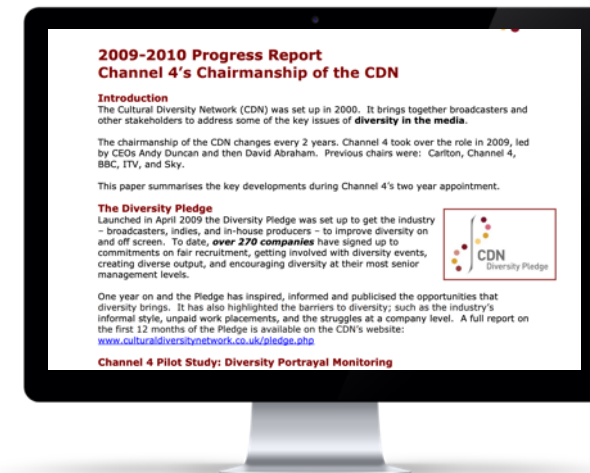 2009-2010 Progress Report
Channel 4's Chairmanship of the CDN
Introduction
The Cultural Diversity Network (CDN) was set up in 2000. It brings together broadcasters and
other stakeholders to address some of the key issues of diversity in the media.
The chairmanship of the CDN changes every 2 years. Channel 4 took over the role in 2009, led
by CEOs Andy Duncan and then David Abraham. Previous chairs were: Carlton, Channel 4,
BBC, ITV, and Sky.
This paper summarises the key developments during Channel 4's two year appointment.
The Diversity Pledge
Launched in April 2009 the Diversity Pledge was set up to get the industry
– broadcasters, indies, and in-house producers – to improve diversity on
and off screen. To date, over 270 companies have signed up to
commitments on fair recruitment, getting involved with diversity events,
creating diverse output, and encouraging diversity at their most senior
management levels.
CDN
Diversity Pledge
One year on and the Pledge has inspired, informed and publicised the opportunities that
diversity brings. It has also highlighted the barriers to diversity; such as the industry's
informal style, unpaid work placements, and the struggles at a company level. A full report on
the first 12 months of the Pledge is available on the CDN's website:
www.culturaldiversitynetwork.co.uk/pledge.php
Channel 4 Pilot Study: Diversity Portrayal Monitoring